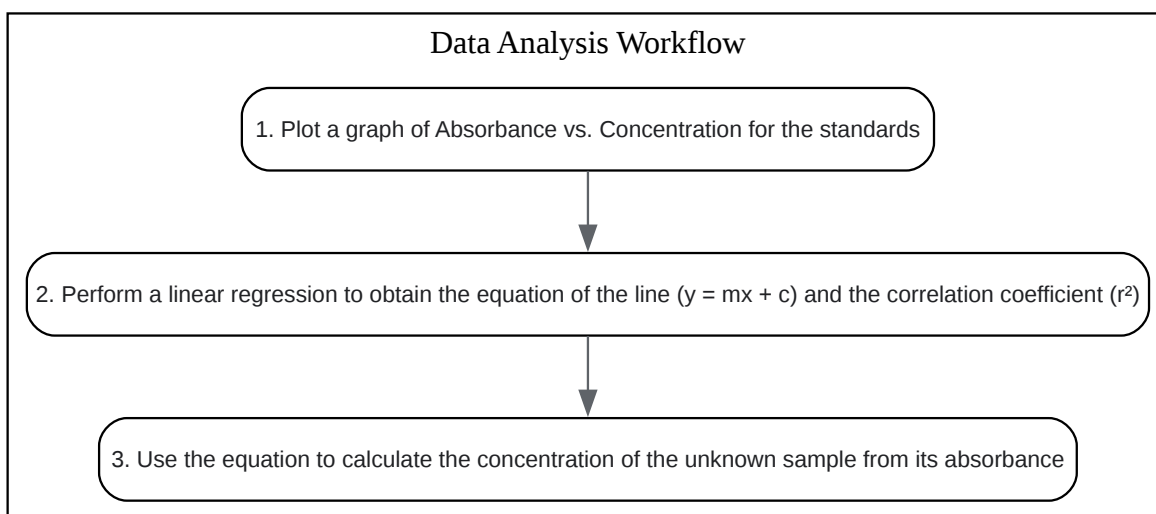 Data Analysis Workflow
1. Plot a graph of Absorbance vs. Concentration for the standards
2. Perform a linear regression to obtain the equation of the line (y = mx + c) and the correlation coefficient (r²)
3. Use the equation to calculate the concentration of the unknown sample from its absorbance